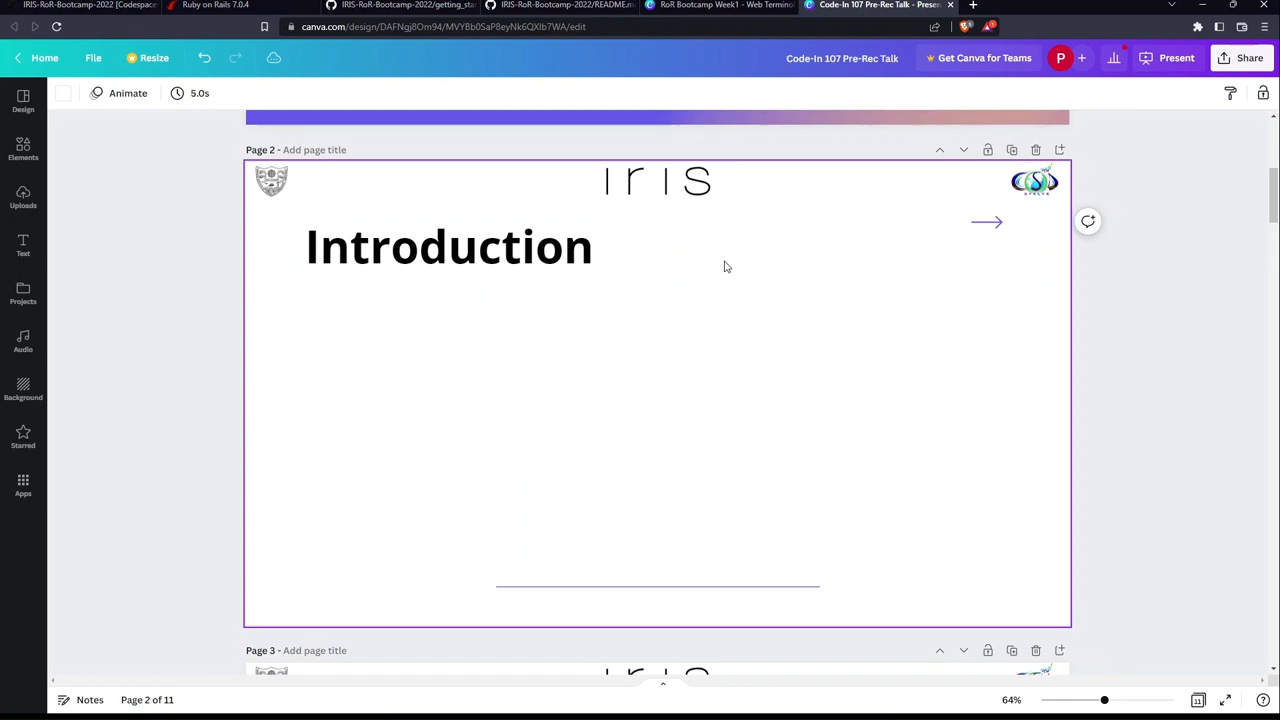 IRIS-RoR-Bootcamp-2022 [Codespace
Ruby on Rails 7.0.4
IRIS-RoR-Bootcamp-2022/getting_sta
IRIS-RoR-Bootcamp-2022/README.m
RoR Bootcamp Week1 - Web Terminol
Code-In 107 Pre-Rec Talk - Presen
canva.com/design/DAFNgj8Om94/MVYBb0SaP8eyNk6QXIb7WA/edit
Home
File
Resize
Code-In 107 Pre-Rec Talk
Get Canva for Teams
P
Present
Share
Animate
5.0s
Design
Elements
Uploads
Text
Projects
Audio
Background
Starred
Apps
Page 2 - Add page title
iris
Introduction
Page 3 - Add page title
Notes
Page 2 of 11
64%
11